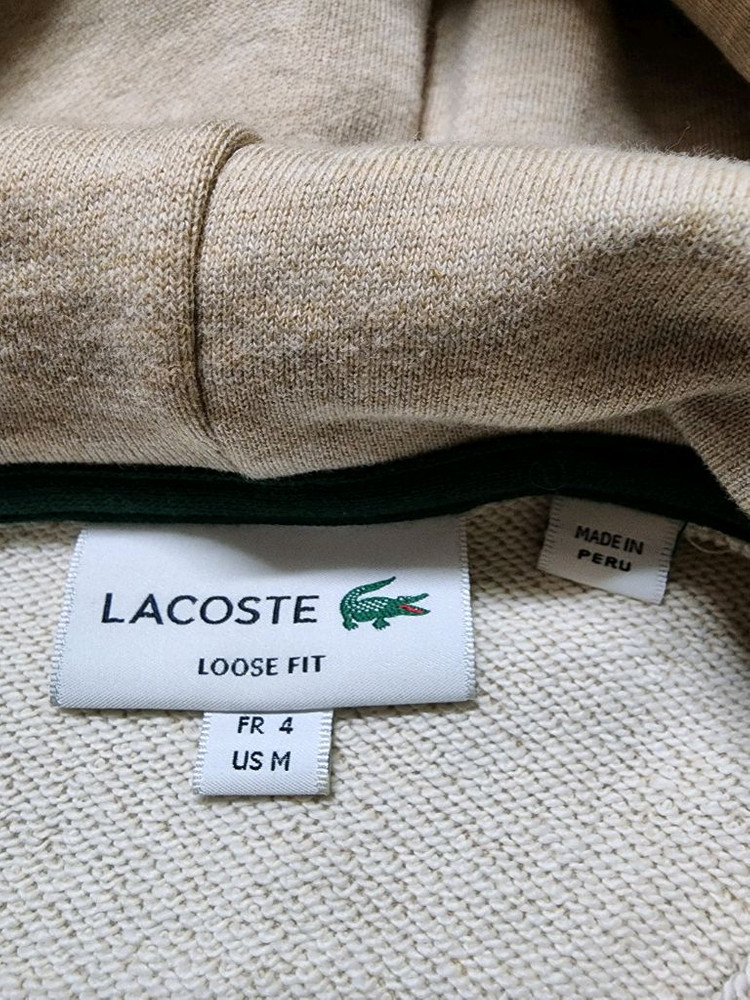 LACOSTE
LOOSE FIT
FR 4
US M
MADE IN
PERU